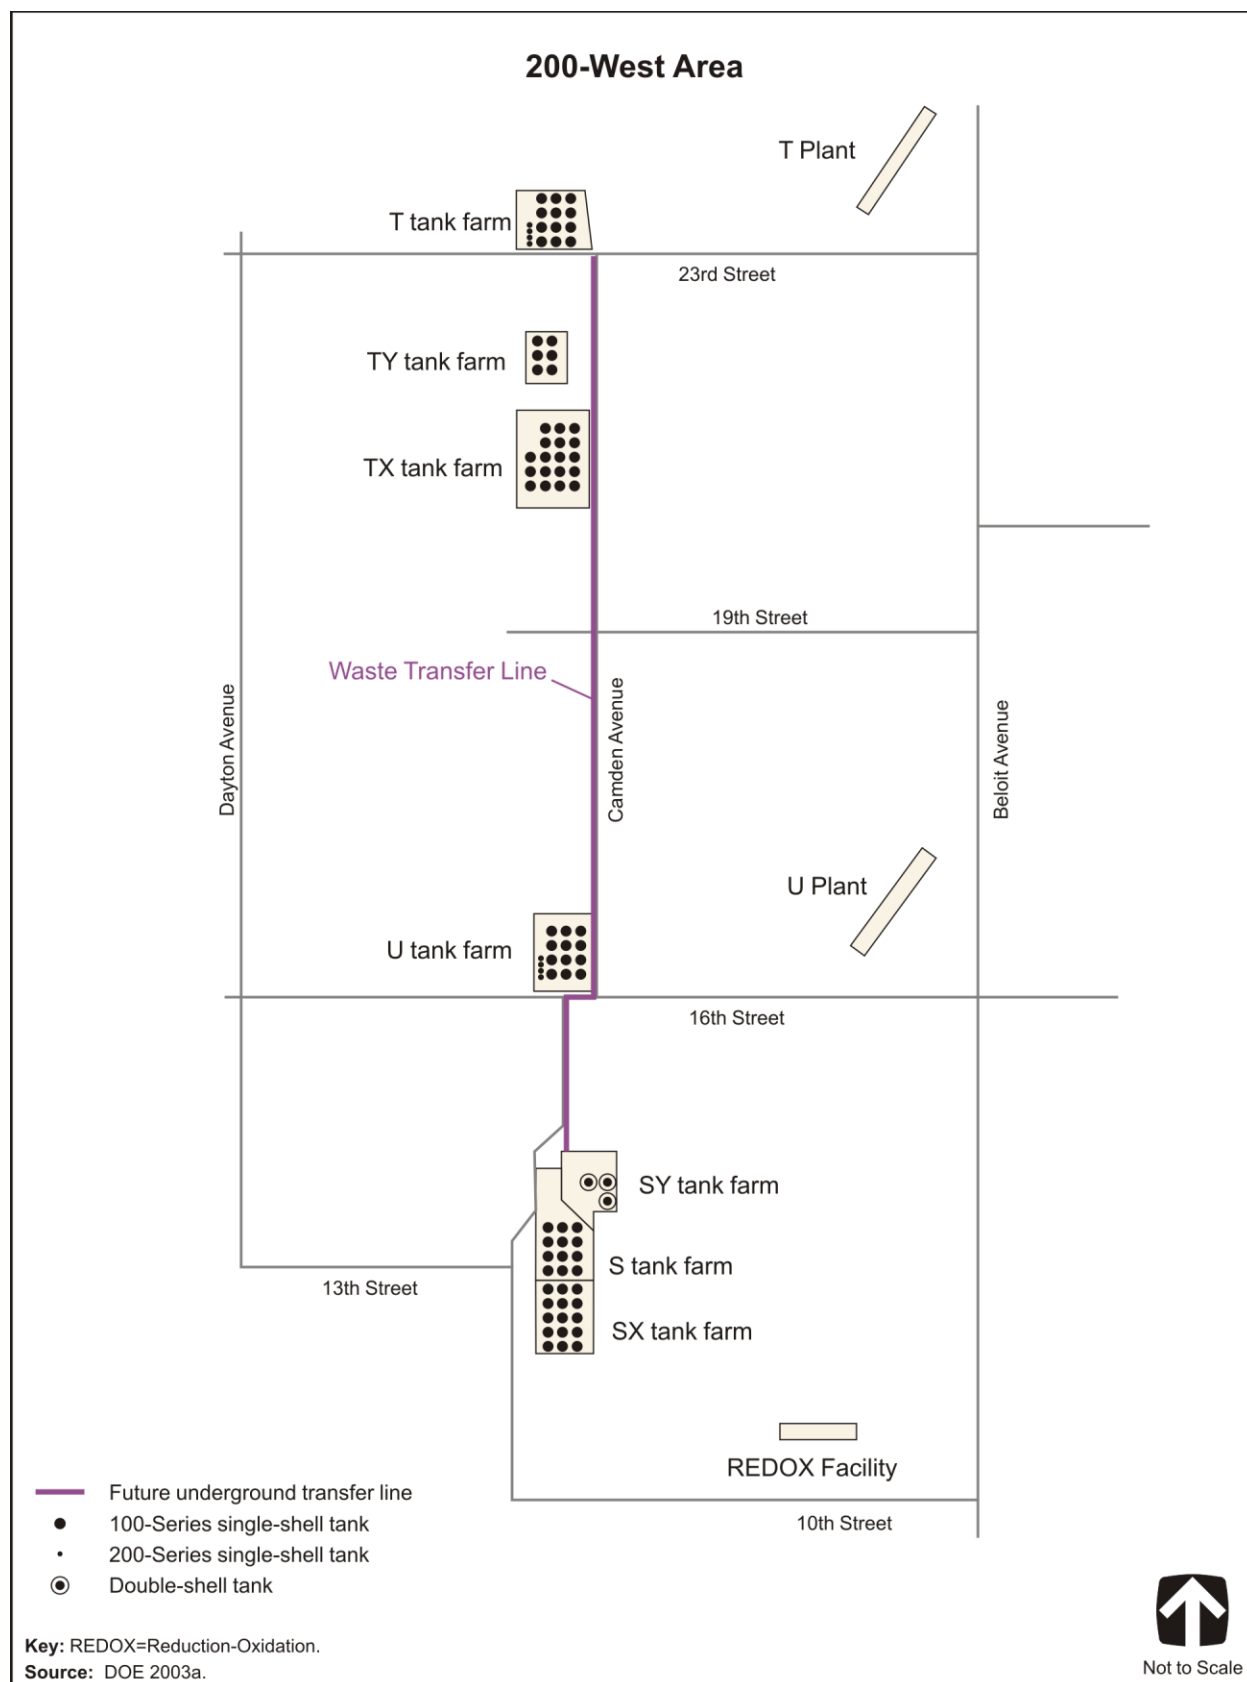 200-West Area
T Plant
T tank farm
23rd Street
TY tank farm
TX tank farm
19th Street
Waste Transfer Line
Dayton Avenue
Camden Avenue
Beloit Avenue
U Plant
U tank farm
16th Street
SY tank farm
S tank farm
13th Street
SX tank farm
REDOX Facility
10th Street
Future underground transfer line
100-Series single-shell tank
200-Series single-shell tank
Double-shell tank
Key: REDOX=Reduction-Oxidation.
Source: DOE 2003a.
Not to Scale